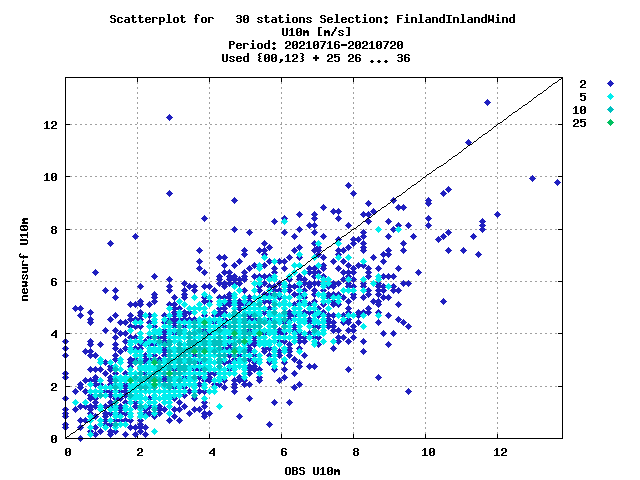 Scatterplot for   30 stations Selection: FinlandInlandWind
U10m [m/s]
Period: 20210716-20210720
Used {00,12} + 25 26 ... 36
2
5
10
25
12
10
8
6
4
2
0
newsurf U10m
0 2 4 6 8 10 12
OBS U10m